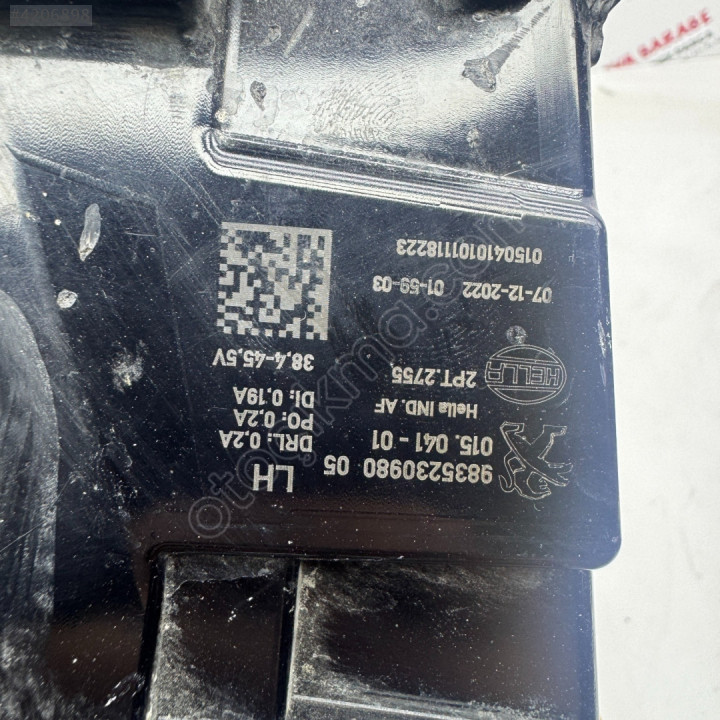 9835230980 05
015. 041 - 01
Hella IND. AF
HELLA
2PT.2755
07-12-2022 01-59-03
0150410101118223
LH
DRL: 0,2A
PO: 0,2A
DI: 0,19A
38,4-45,5V
otocikma.com